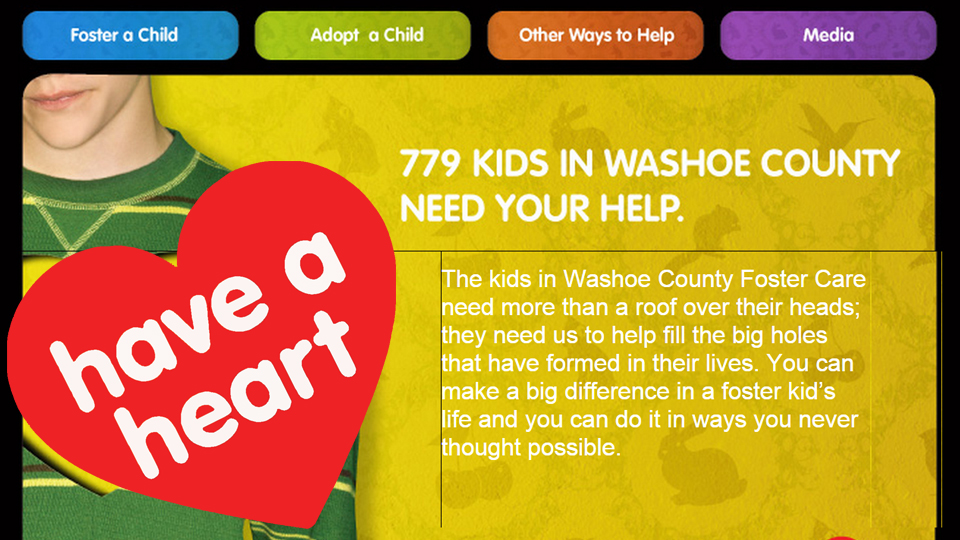 Foster a Child
Adopt a Child
Other Ways to Help
Media
779 KIDS IN WASHOE COUNTY
NEED YOUR HELP.
have a
heart
The kids in Washoe County Foster Care
need more than a roof over their heads;
they need us to help fill the big holes
that have formed in their lives. You can
make a big difference in a foster kid’s
life and you can do it in ways you never
thought possible.